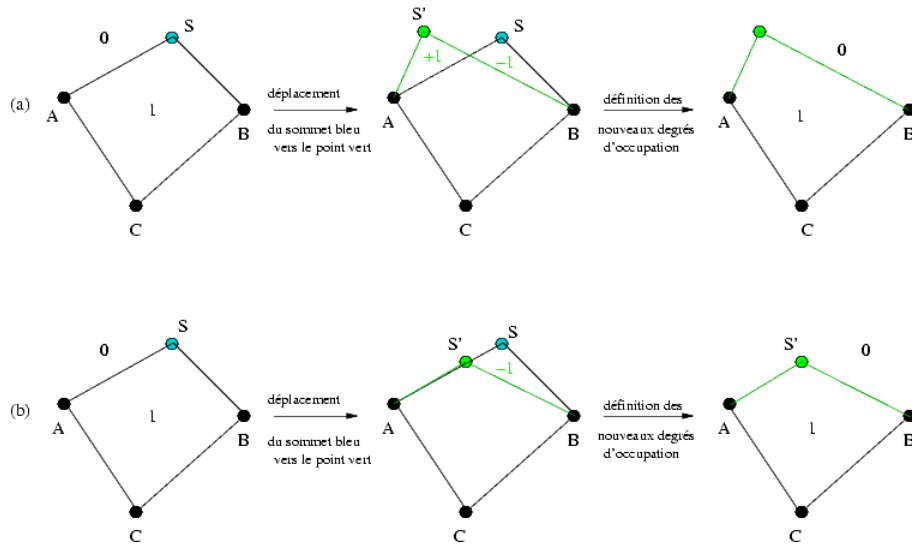 0
S
(a)
A
1
B
C
déplacement
du sommet bleu
vers le point vert
S'
S
+1
−1
A
B
C
définition des
nouveaux degrés
d'occupation
0
A
1
B
C
0
S
(b)
A
1
B
C
déplacement
du sommet bleu
vers le point vert
S'
S
−1
A
B
C
définition des
nouveaux degrés
d'occupation
S'
0
A
1
B
C